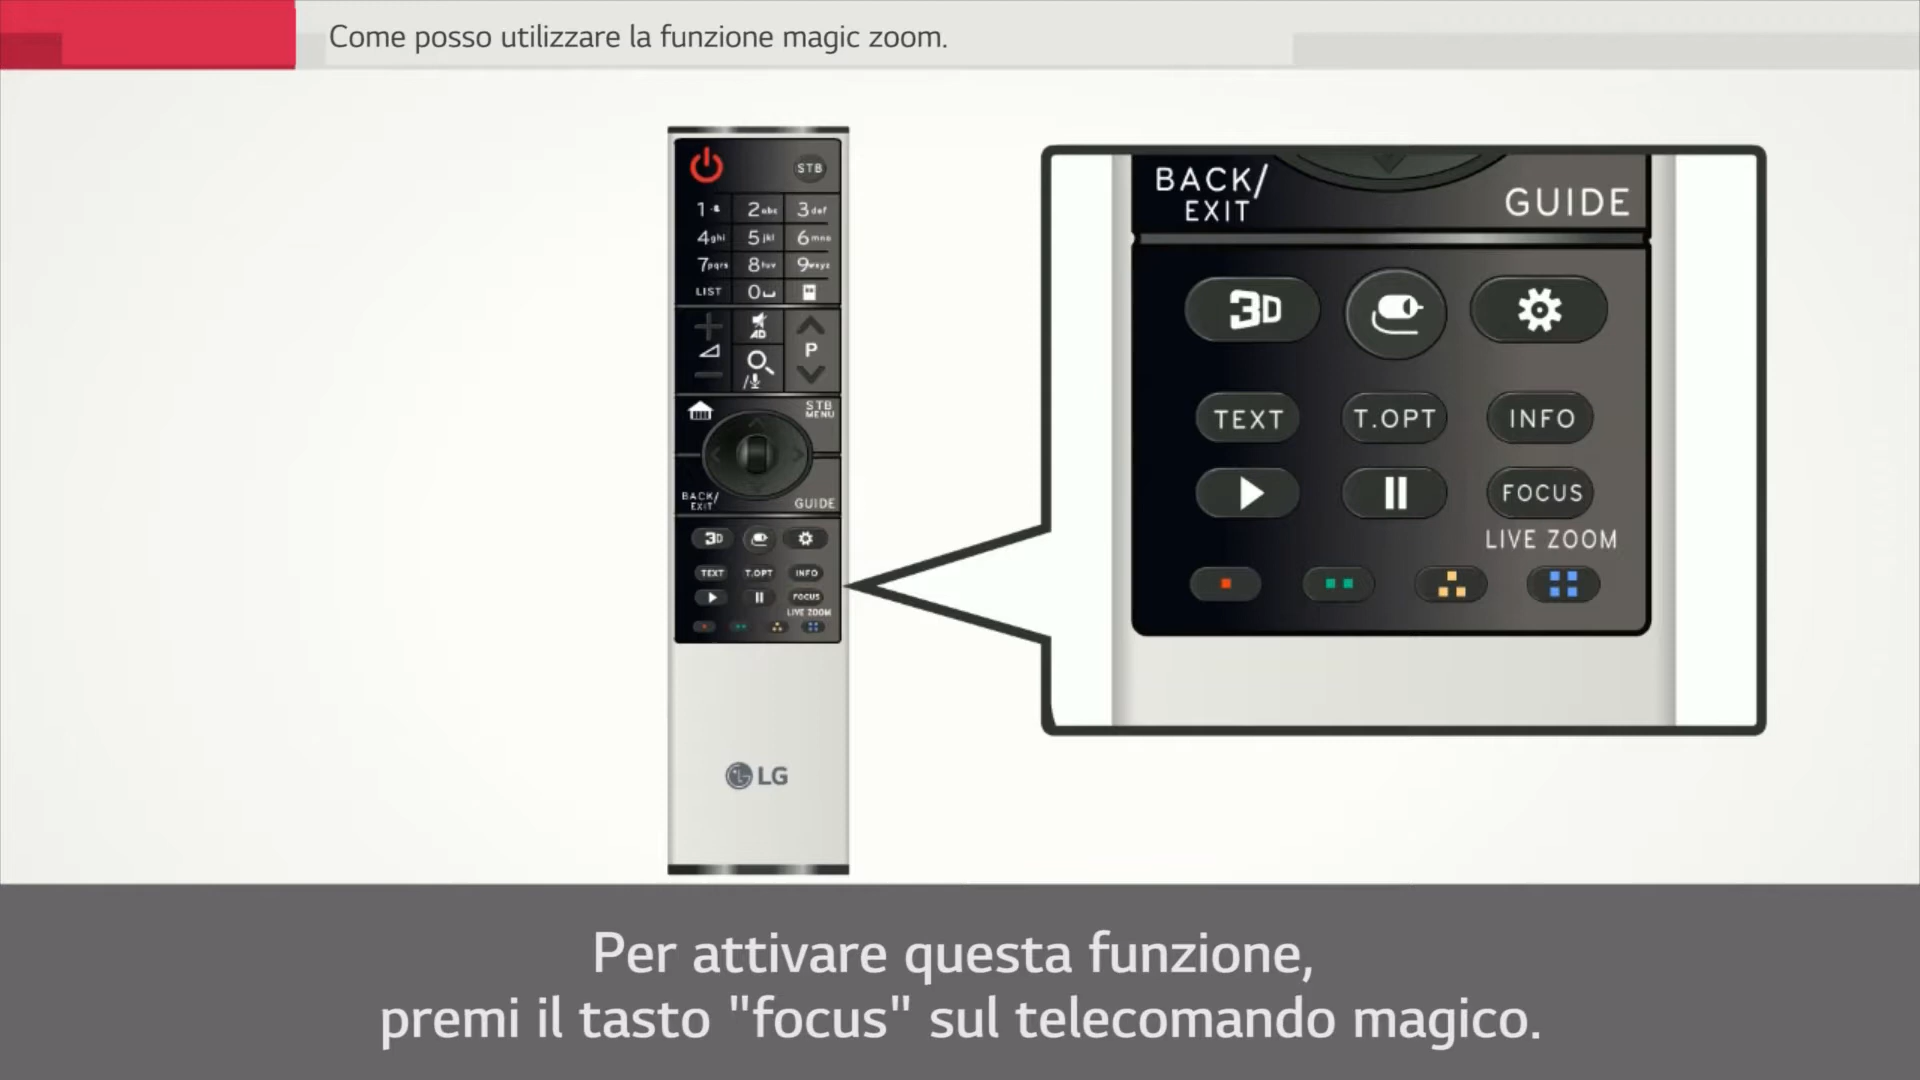 Come posso utilizzare la funzione magic zoom.
STB
1
2abc
3def
4ghi
5jkl
6mno
7pqrs
8tuv
9wxyz
LIST
0
AD
P
STB
MENU
BACK/
EXIT
GUIDE
3D
TEXT
T.OPT
INFO
FOCUS
LIVE ZOOM
LG
BACK/
EXIT
GUIDE
3D
TEXT
T.OPT
INFO
FOCUS
LIVE ZOOM
Per attivare questa funzione,
premi il tasto "focus" sul telecomando magico.